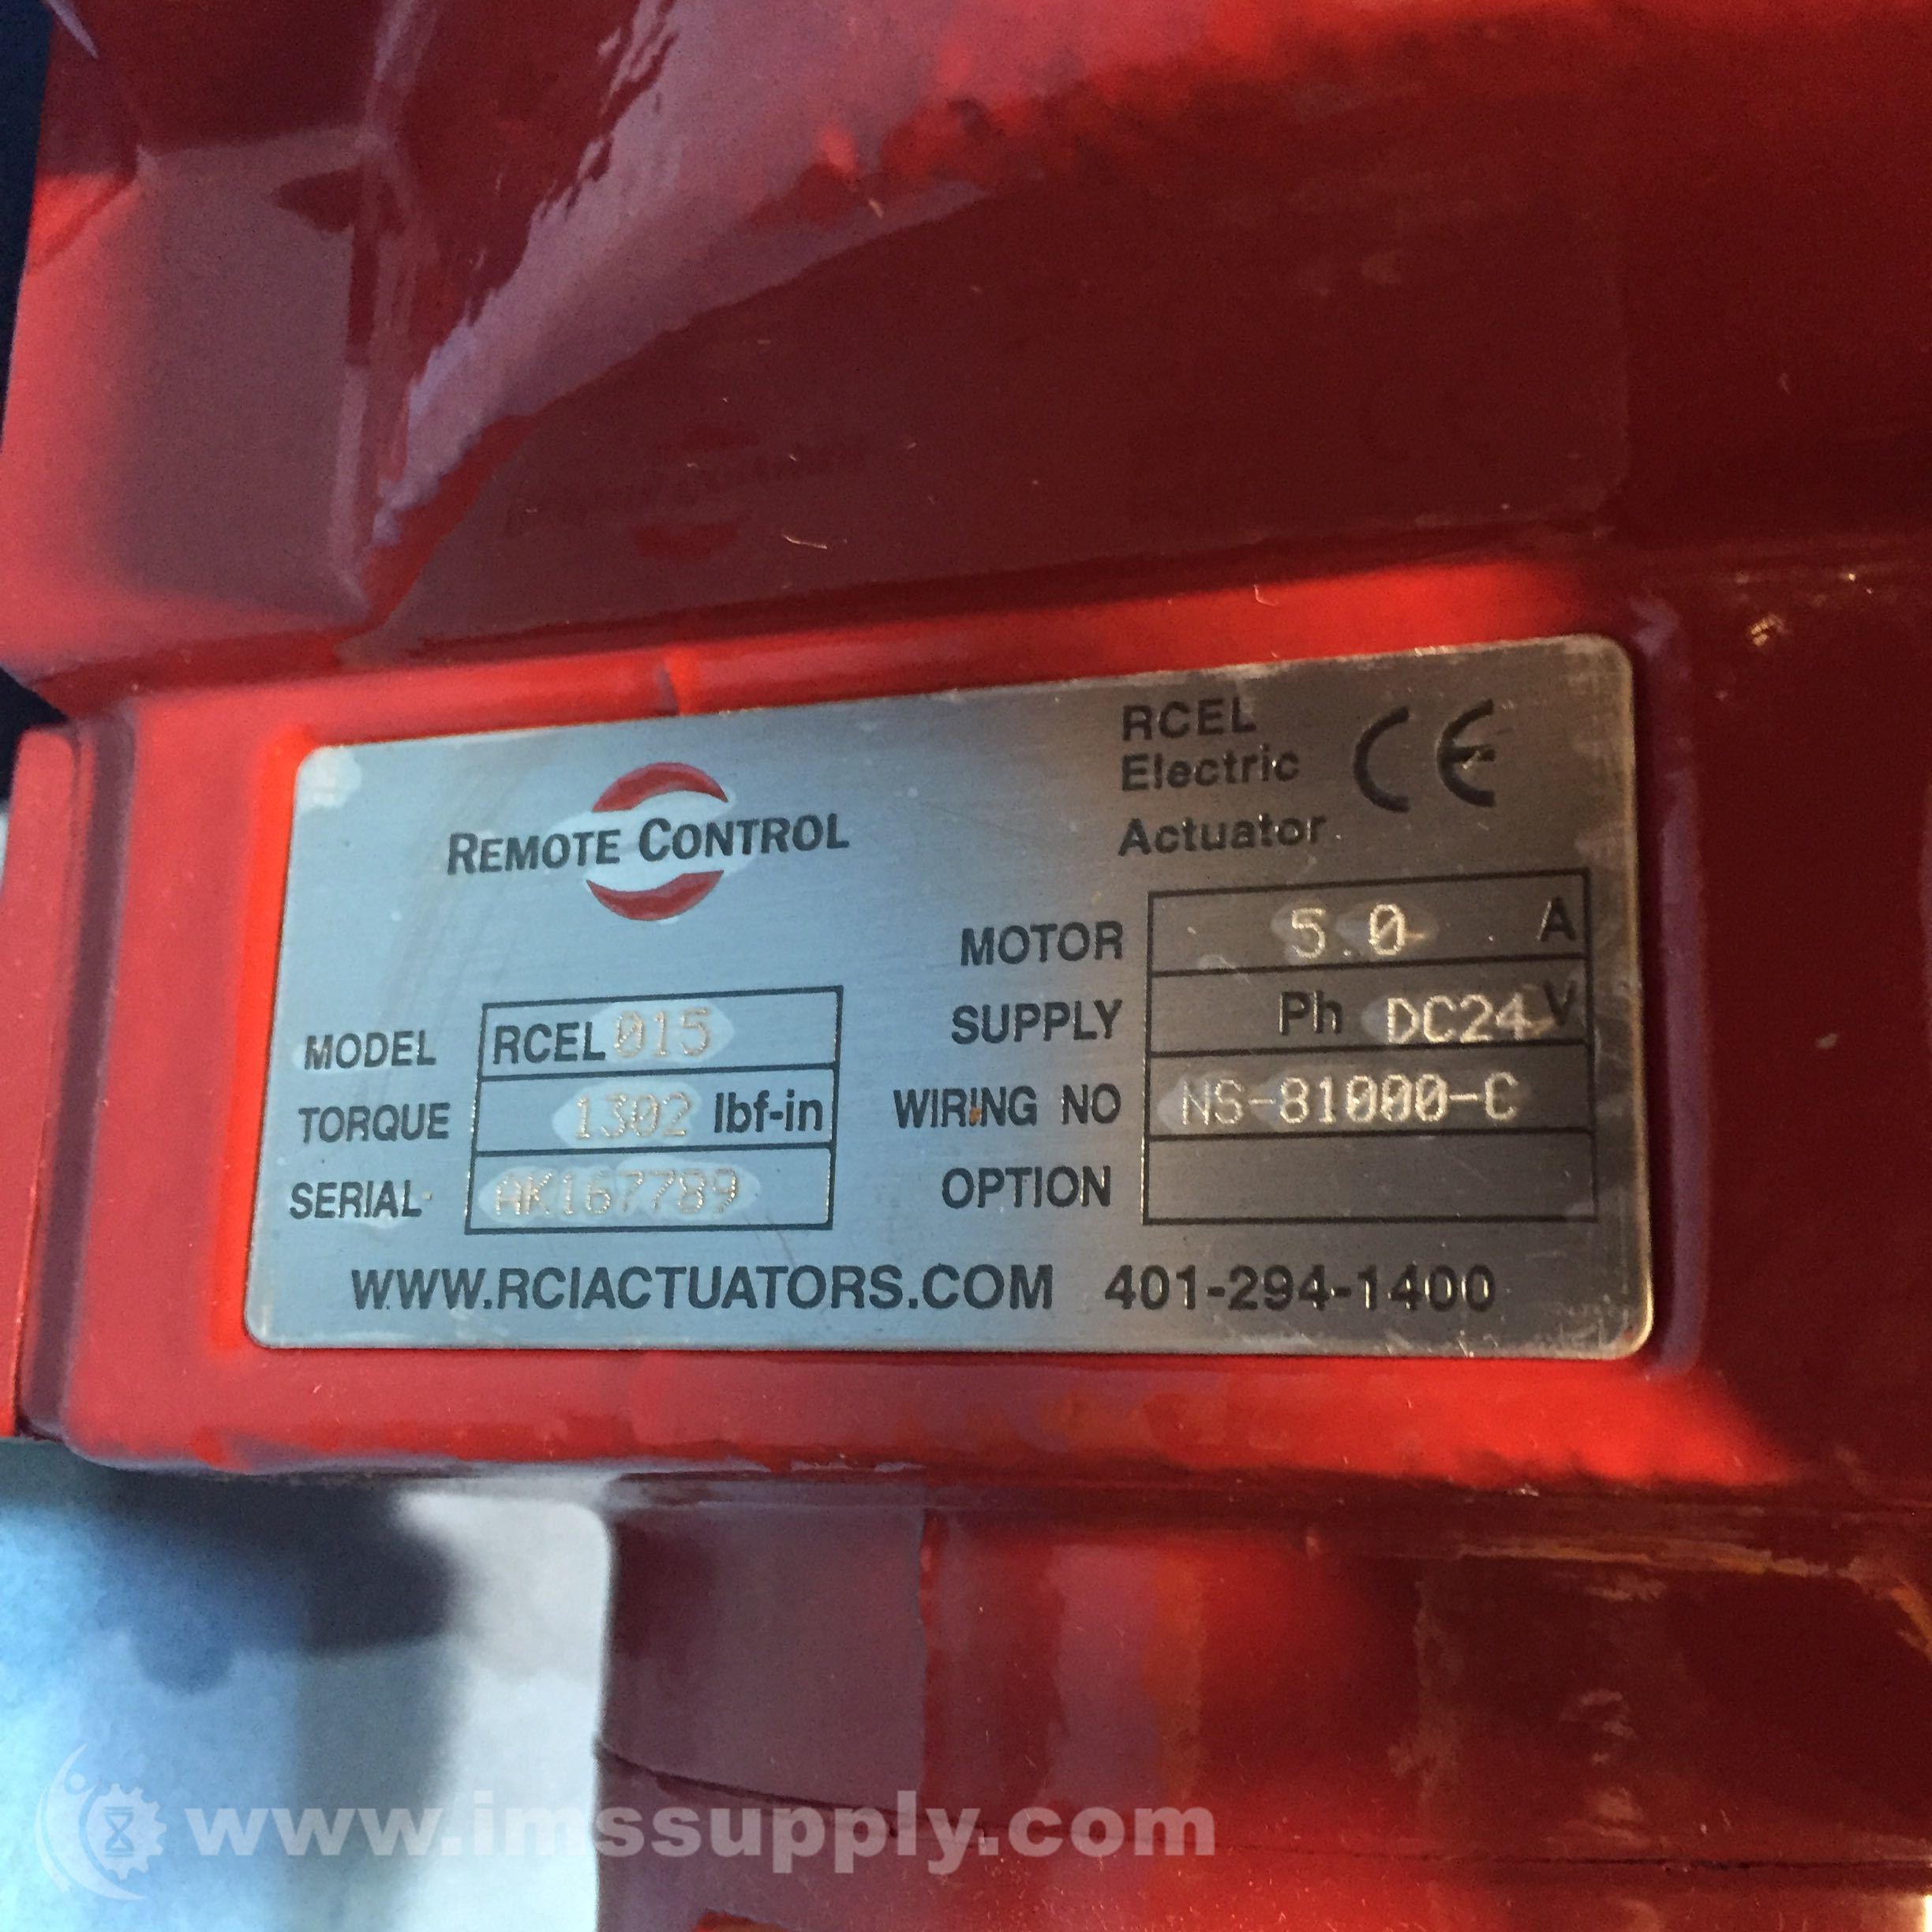 REMOTE CONTROL
RCEL
Electric
Actuator
CE
MODEL RCEL 015
TORQUE 1302 lbf-in
SERIAL AK167789
MOTOR 5.0 A
SUPPLY Ph DC24 V
WIRING NO NS-81000-C
OPTION
WWW.RCIACTUATORS.COM 401-294-1400
www.imssupply.com